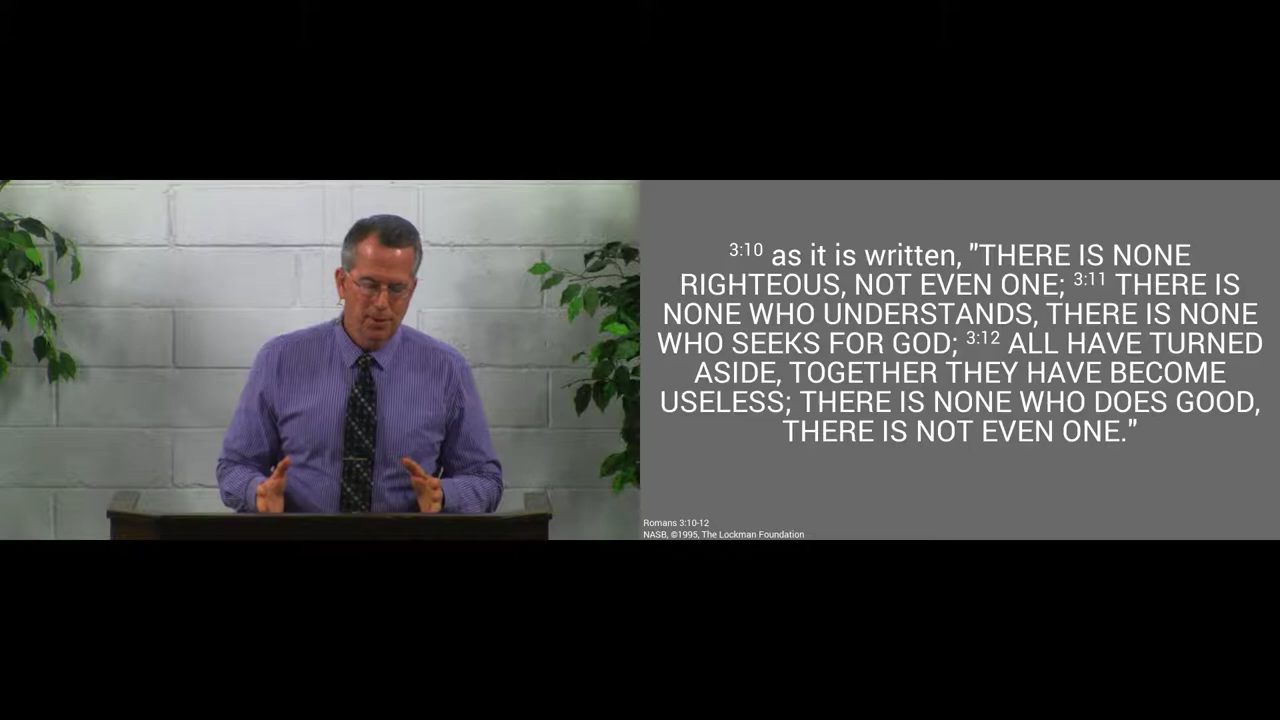 3:10 as it is written, "THERE IS NONE
RIGHTEOUS, NOT EVEN ONE; 3:11 THERE IS
NONE WHO UNDERSTANDS, THERE IS NONE
WHO SEEKS FOR GOD; 3:12 ALL HAVE TURNED
ASIDE, TOGETHER THEY HAVE BECOME
USELESS; THERE IS NONE WHO DOES GOOD,
THERE IS NOT EVEN ONE."
Romans 3:10-12
NASB, ©1995, The Lockman Foundation